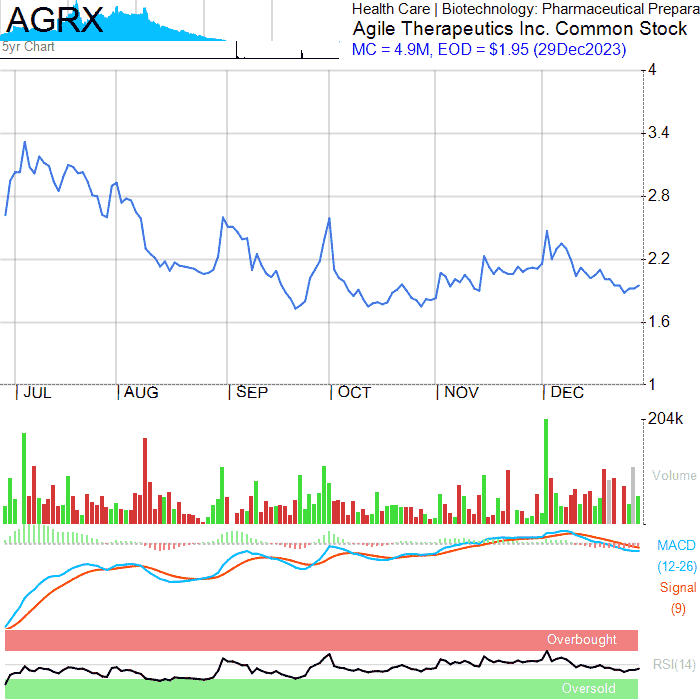 AGRX
5yr Chart
Health Care | Biotechnology: Pharmaceutical Prepara
Agile Therapeutics Inc. Common Stock
MC = 4.9M, EOD = $1.95 (29Dec2023)
4
3.4
2.8
2.2
1.6
1
JUL
AUG
SEP
OCT
NOV
DEC
204k
Volume
MACD
(12-26)
Signal
(9)
Overbought
RSI(14)
Oversold